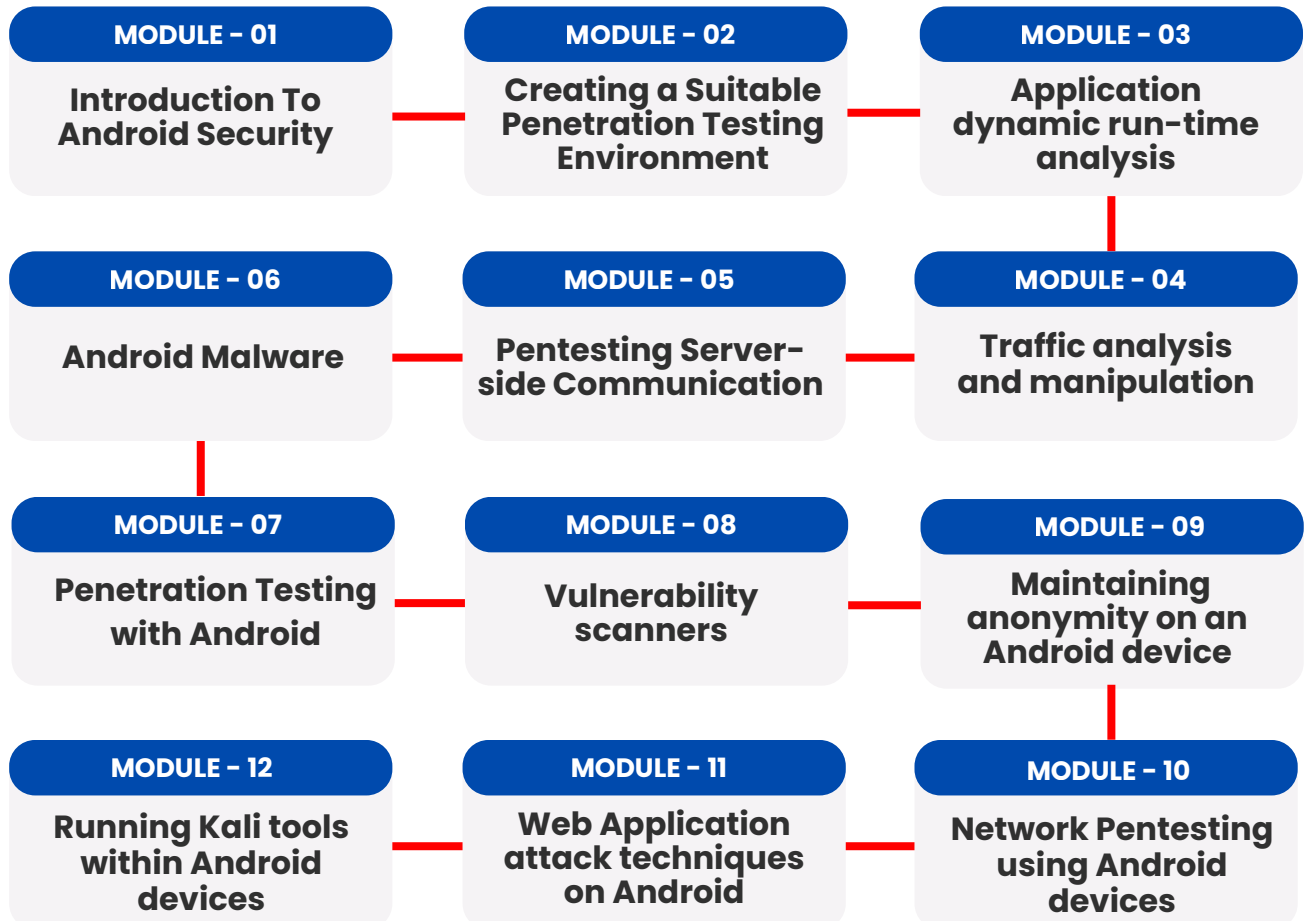 MODULE - 01
Introduction To
Android Security
MODULE - 02
Creating a Suitable
Penetration Testing
Environment
MODULE - 03
Application
dynamic run-time
analysis
MODULE - 06
Android Malware
MODULE - 05
Pentesting Server-
side Communication
MODULE - 04
Traffic analysis
and manipulation
MODULE - 07
Penetration Testing
with Android
MODULE - 08
Vulnerability
scanners
MODULE - 09
Maintaining
anonymity on an
Android device
MODULE - 12
Running Kali tools
within Android
devices
MODULE - 11
Web Application
attack techniques
on Android
MODULE - 10
Network Pentesting
using Android
devices